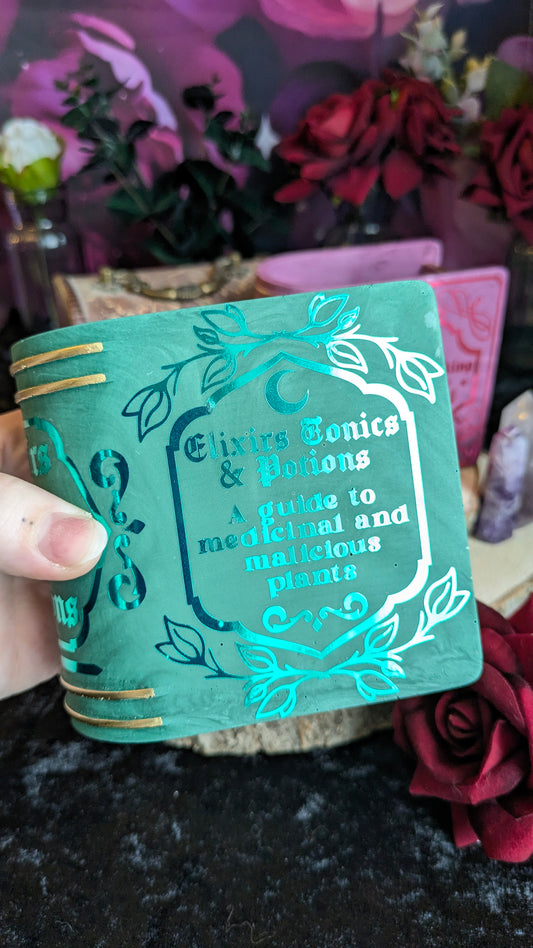 Elixirs Tonics
& Potions
A guide to
medicinal and
malicious
plants